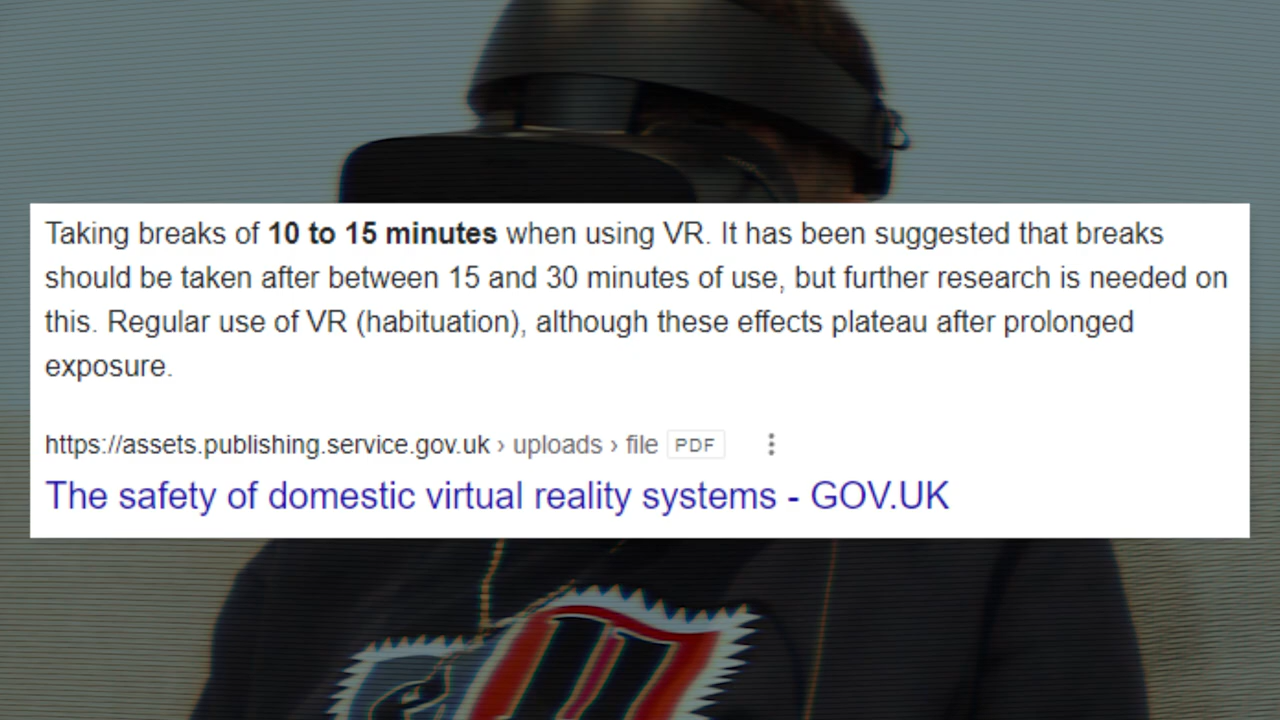 Taking breaks of 10 to 15 minutes when using VR. It has been suggested that breaks
should be taken after between 15 and 30 minutes of use, but further research is needed on
this. Regular use of VR (habituation), although these effects plateau after prolonged
exposure.
https://assets.publishing.service.gov.uk › uploads › file PDF
The safety of domestic virtual reality systems - GOV.UK